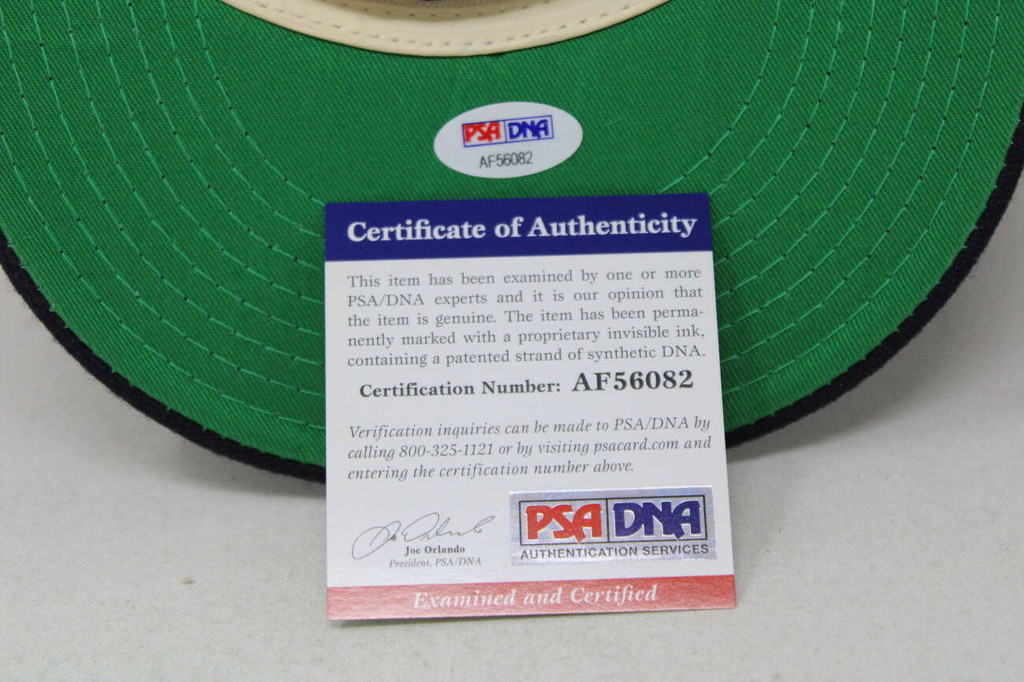 PSA DNA
AF56082
Certificate of Authenticity
This item has been examined by one or more
PSA/DNA experts and it is our opinion that
the item is genuine. The item has been perma-
nently marked with a proprietary invisible ink,
containing a patented strand of synthetic DNA.
Certification Number: AF56082
Verification inquiries can be made to PSA/DNA by
calling 800-325-1121 or by visiting psacard.com and
entering the certification number above.
Joe Orlando
President, PSA/DNA
PSA DNA
AUTHENTICATION SERVICES
Examined and Certified